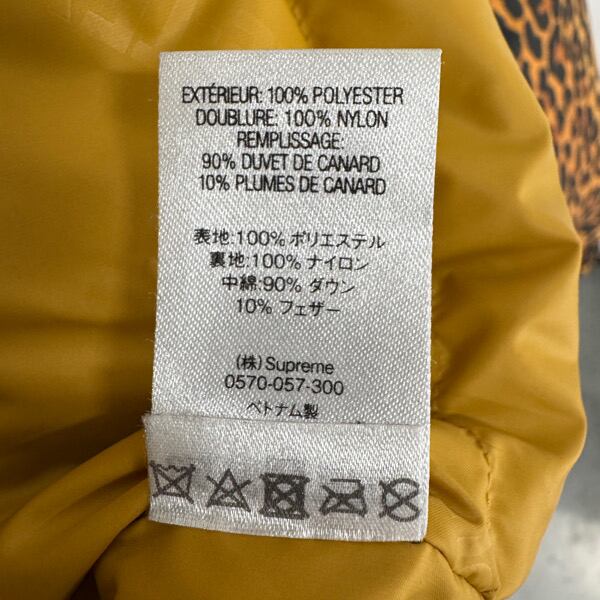 EXTÉRIEUR: 100% POLYESTER
DOUBLURE: 100% NYLON
REMPLISSAGE:
90% DUVET DE CANARD
10% PLUMES DE CANARD
表地:100% ポリエステル
裏地:100% ナイロン
中綿:90% ダウン
10% フェザー
(株) Supreme
0570-057-300
ベトナム製